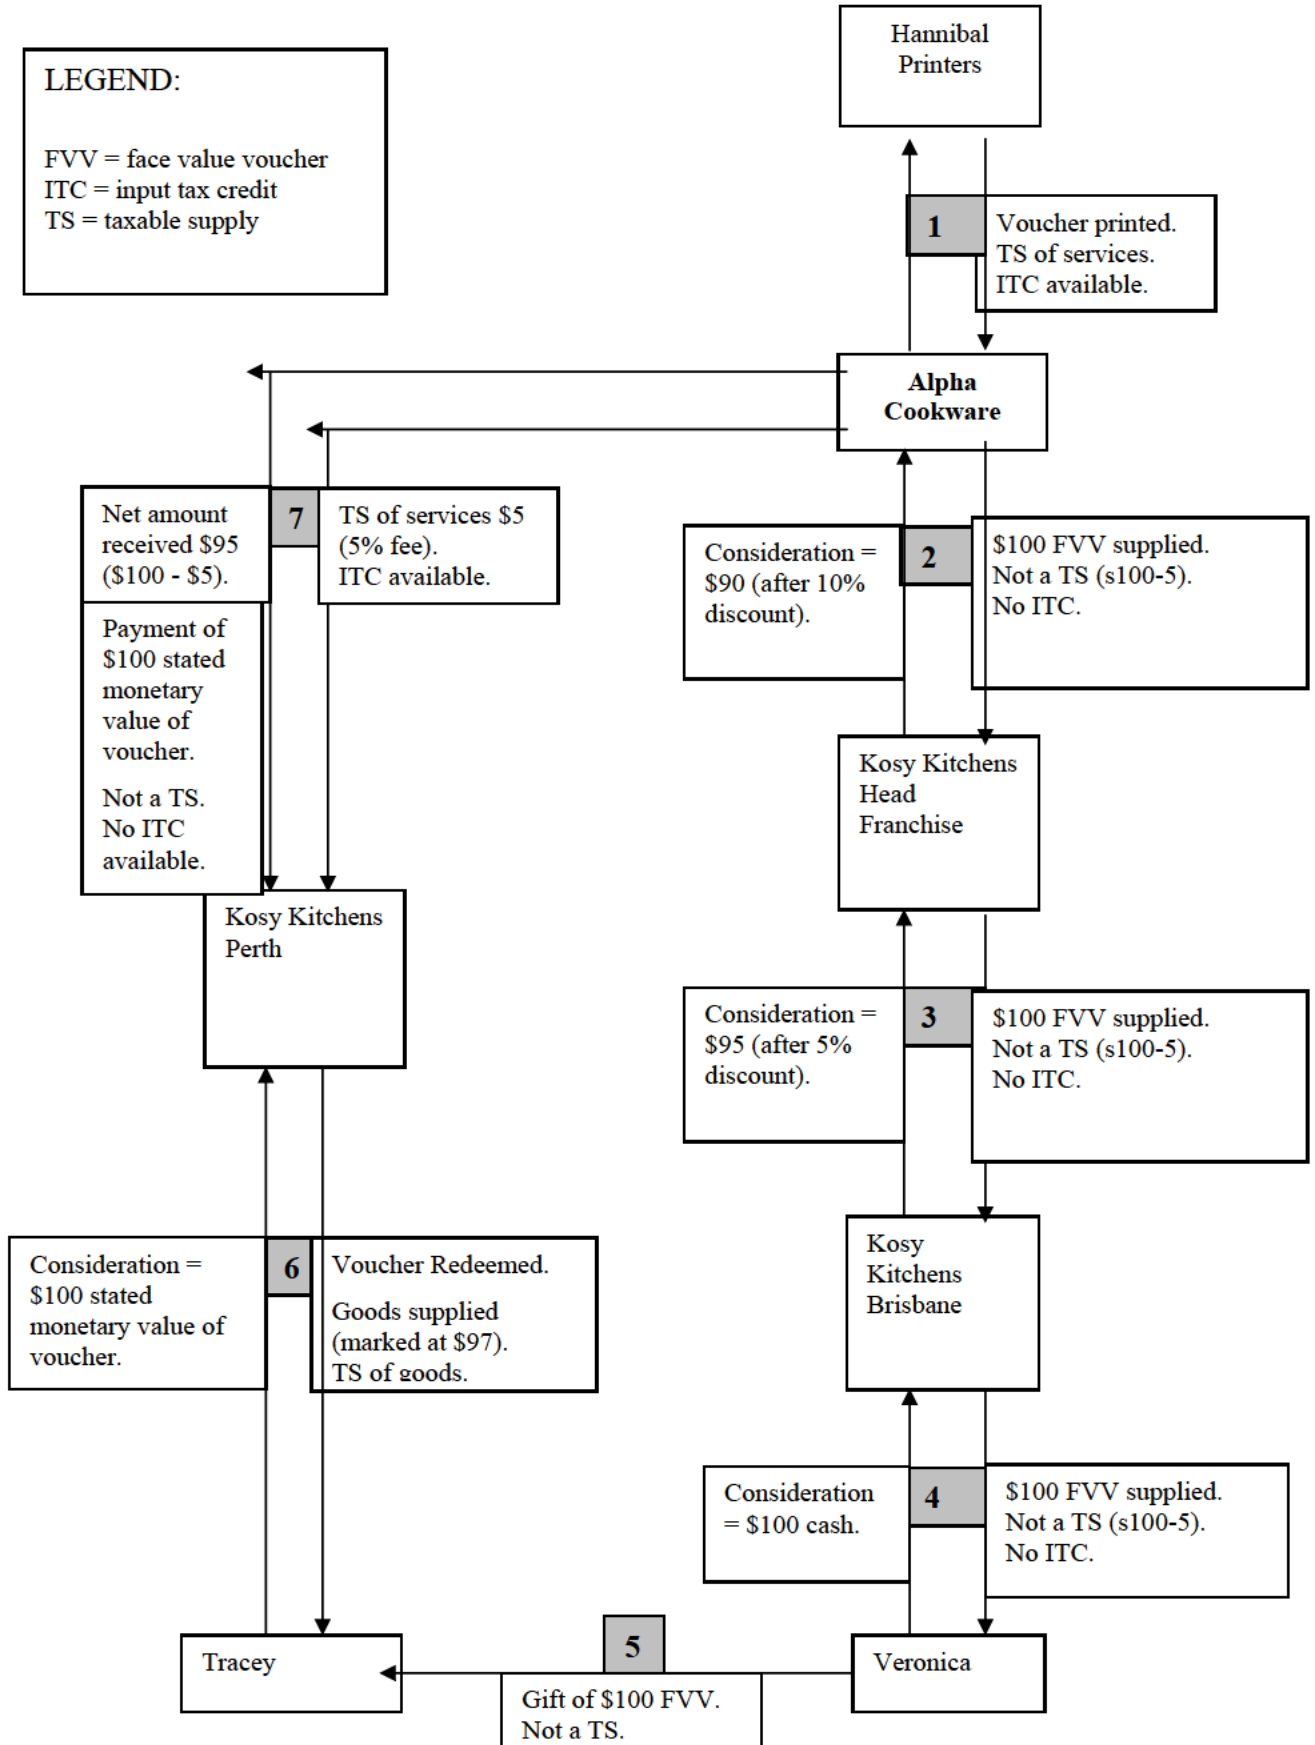 Hannibal
Printers
LEGEND:
FVV = face value voucher
ITC = input tax credit
TS = taxable supply
1
Voucher printed.
TS of services.
ITC available.
Alpha
Cookware
Net amount
received $95
($100 - $5).
7
TS of services $5
(5% fee).
ITC available.
Payment of
$100 stated
monetary
value of
voucher.
Not a TS.
No ITC
available.
Consideration =
$90 (after 10%
discount).
2
$100 FVV supplied.
Not a TS (s100-5).
No ITC.
Kosy Kitchens
Head
Franchise
Kosy Kitchens
Perth
Consideration =
$95 (after 5%
discount).
3
$100 FVV supplied.
Not a TS (s100-5).
No ITC.
Kosy
Kitchens
Brisbane
Consideration =
$100 stated
monetary value of
voucher.
6
Voucher Redeemed.
Goods supplied
(marked at $97).
TS of goods.
Consideration
= $100 cash.
4
$100 FVV supplied.
Not a TS (s100-5).
No ITC.
Tracey
5
Veronica
Gift of $100 FVV.
Not a TS.